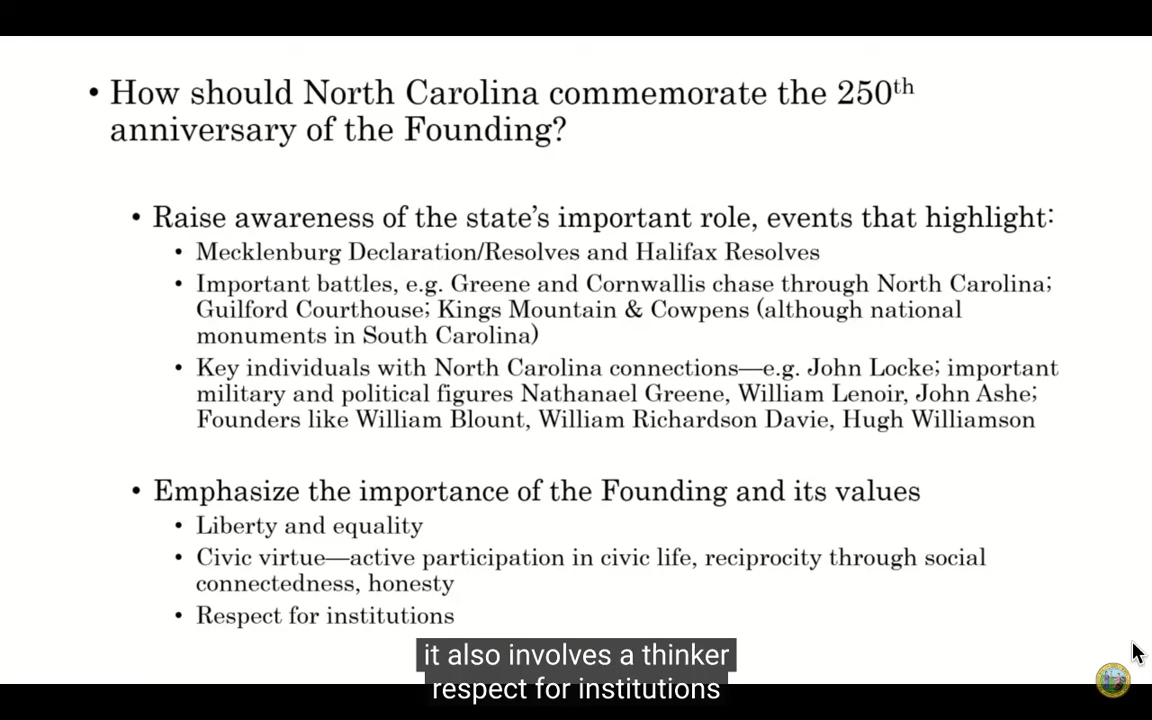 • How should North Carolina commemorate the 250th
anniversary of the Founding?
• Raise awareness of the state's important role, events that highlight:
• Mecklenburg Declaration/Resolves and Halifax Resolves
• Important battles, e.g. Greene and Cornwallis chase through North Carolina;
Guilford Courthouse; Kings Mountain & Cowpens (although national
monuments in South Carolina)
• Key individuals with North Carolina connections—e.g. John Locke; important
military and political figures Nathanael Greene, William Lenoir, John Ashe;
Founders like William Blount, William Richardson Davie, Hugh Williamson
• Emphasize the importance of the Founding and its values
• Liberty and equality
• Civic virtue—active participation in civic life, reciprocity through social
connectedness, honesty
• Respect for institutions
it also involves a thinker
respect for institutions